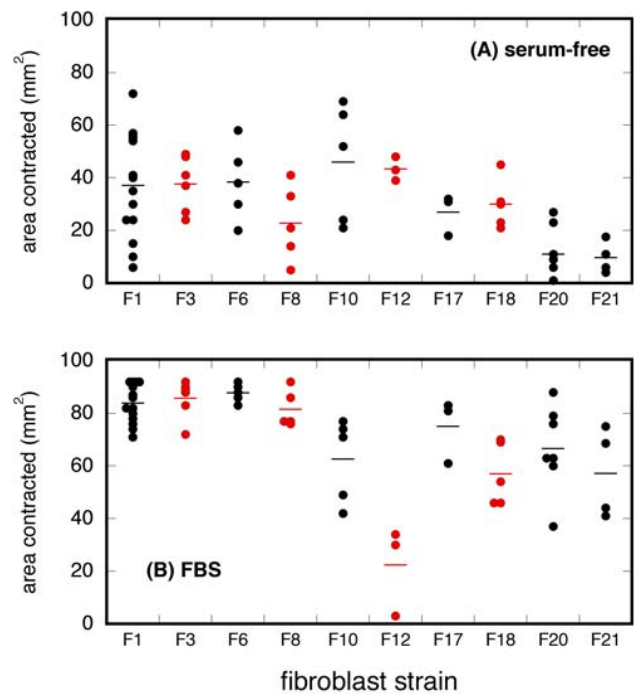 (A) serum-free
area contracted (mm²)
100
80
60
40
20
0
F1 F3 F6 F8 F10 F12 F17 F18 F20 F21
(B) FBS
area contracted (mm²)
100
80
60
40
20
0
F1 F3 F6 F8 F10 F12 F17 F18 F20 F21
fibroblast strain